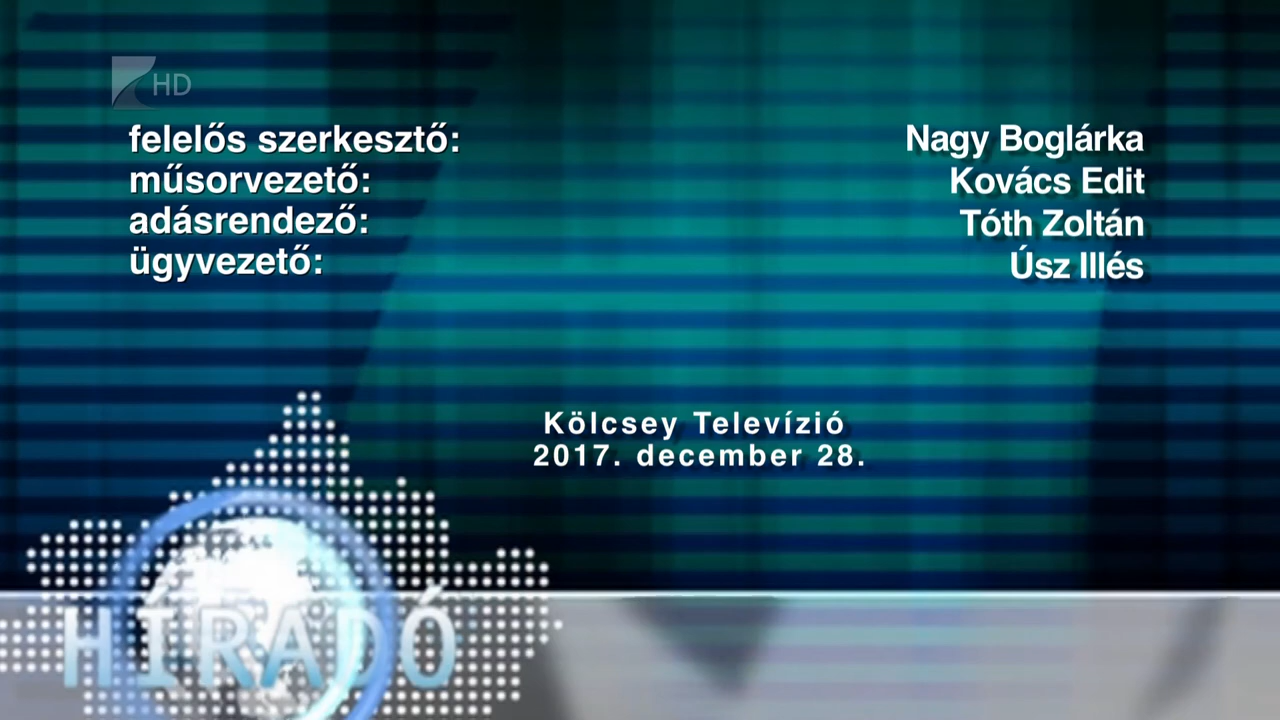 HD
felelős szerkesztő: Nagy Boglárka
műsorvezető: Kovács Edit
adásrendező: Tóth Zoltán
ügyvezető: Úsz Illés
Kölcsey Televízió
2017. december 28.
HÍRADÓ